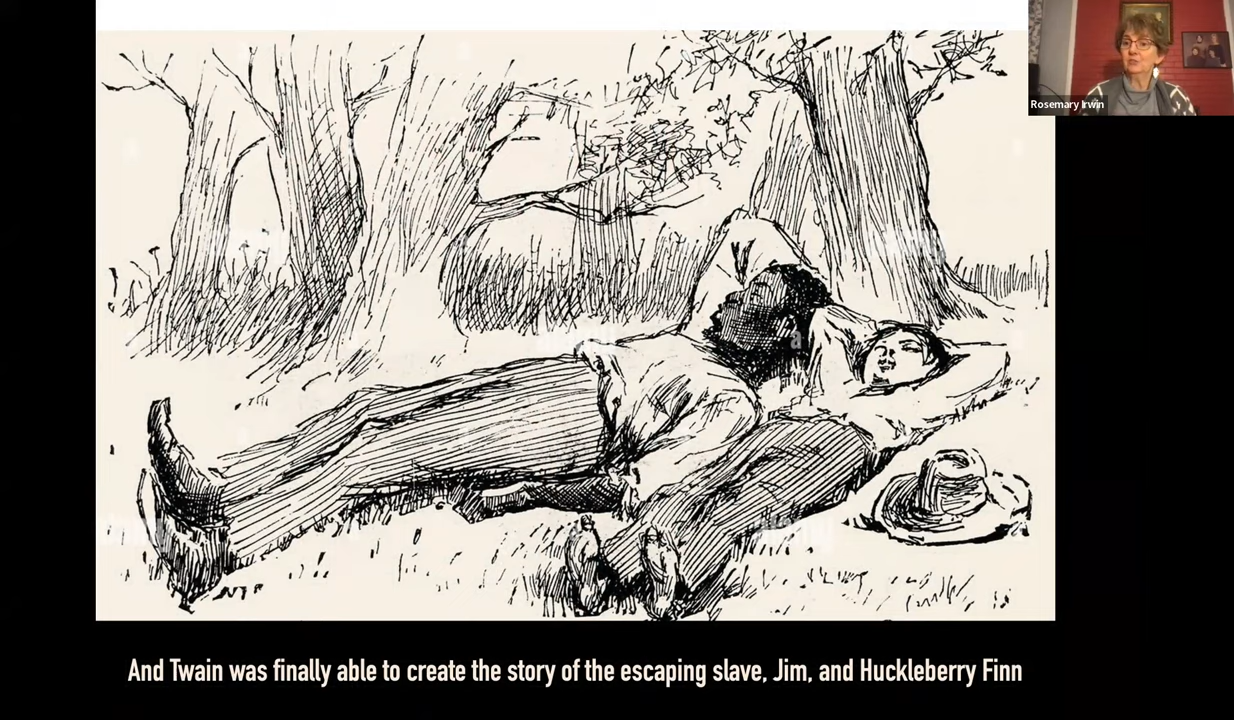 Rosemary Irwin
And Twain was finally able to create the story of the escaping slave, Jim, and Huckleberry Finn